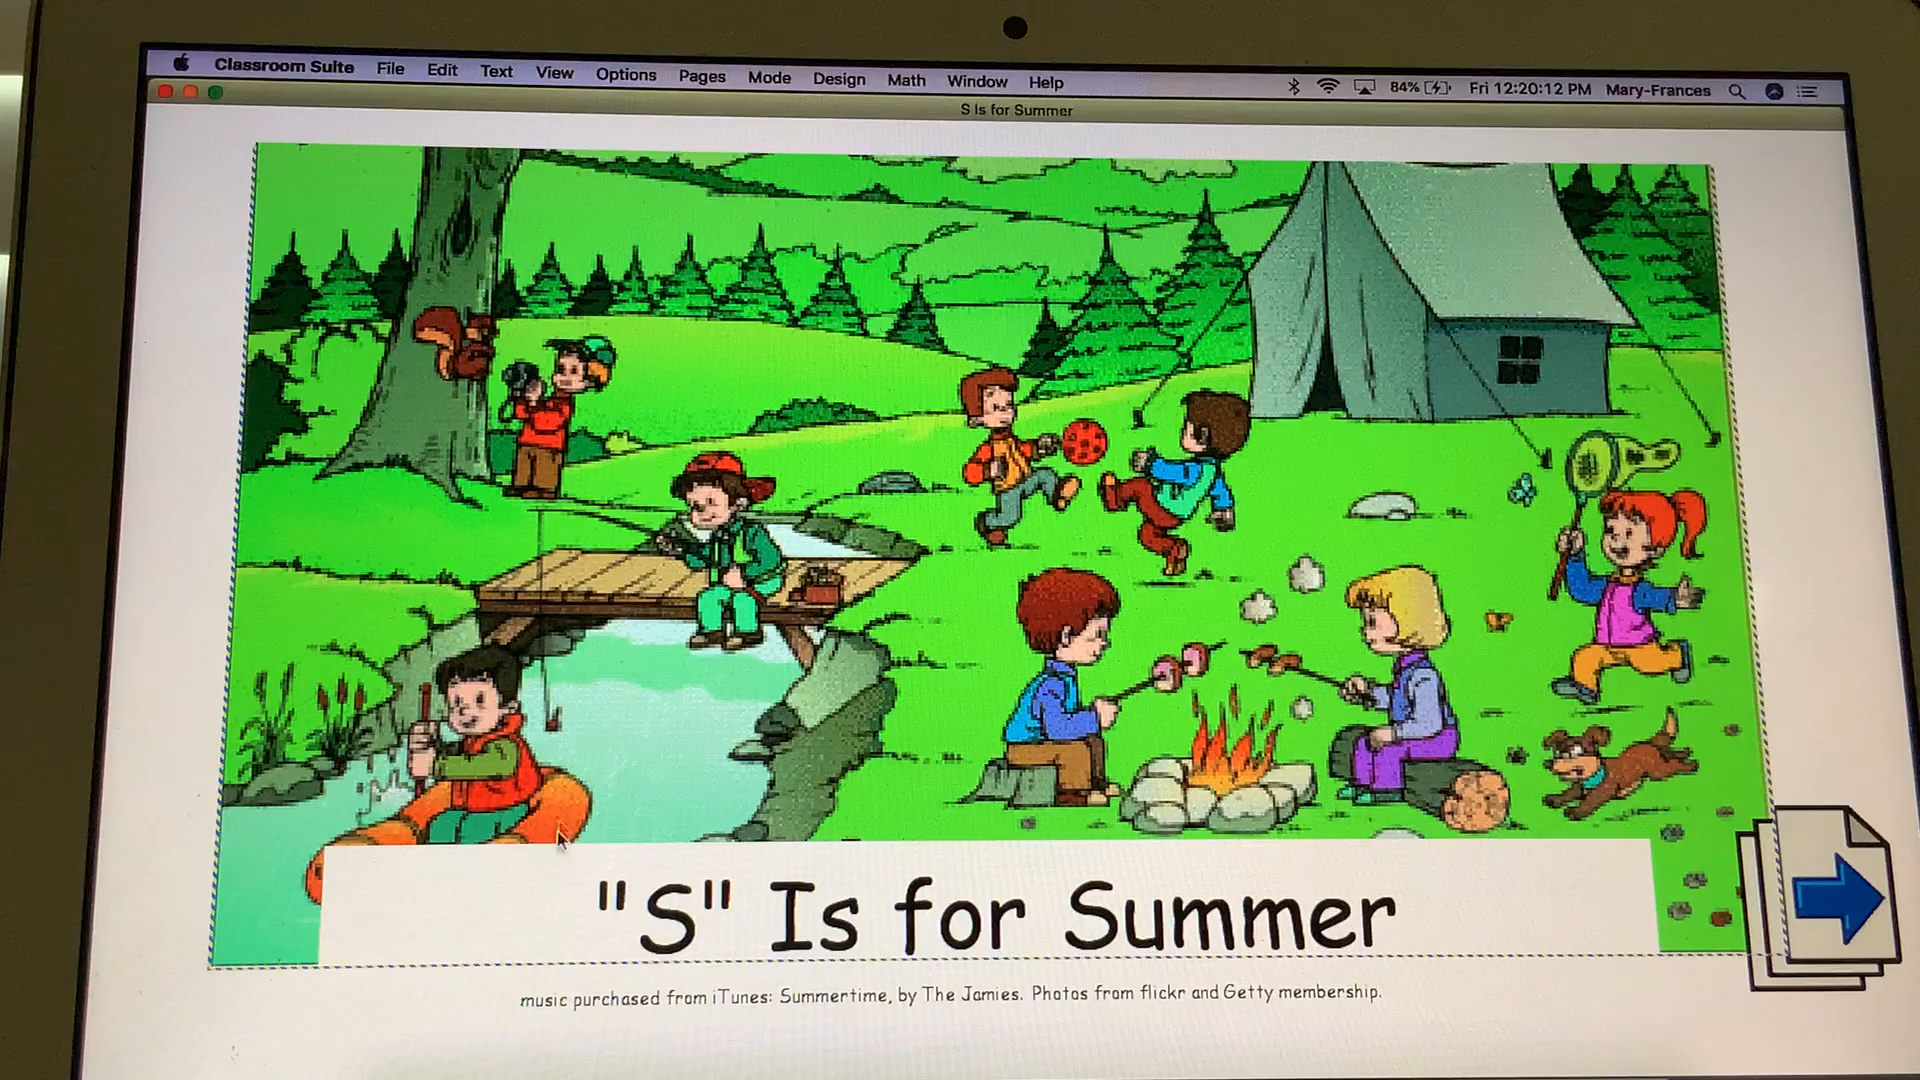 Classroom Suite File Edit Text View Options Pages Mode Design Math Window Help 84% Fri 12:20:12 PM Mary-Frances
S Is for Summer
"S" Is for Summer
music purchased from iTunes: Summertime, by The Jamies. Photos from flickr and Getty membership.